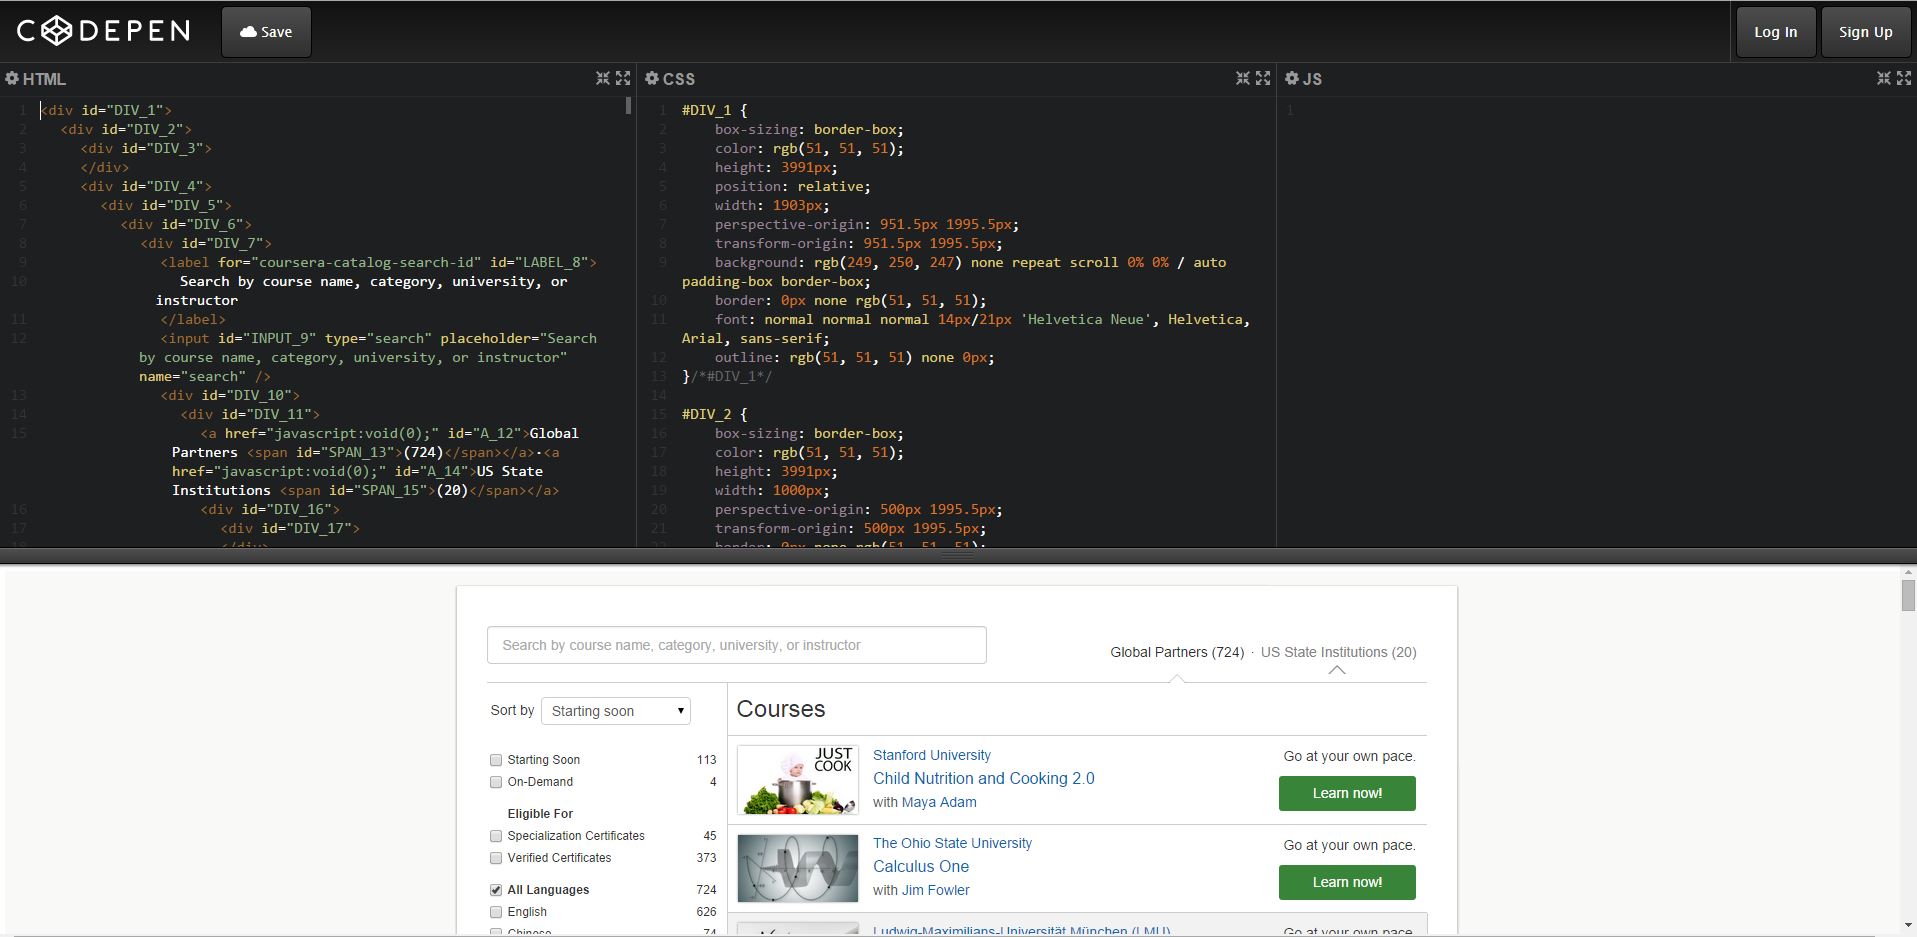 CODEPEN
Save
Log In
Sign Up
HTML
1 <div id="DIV_1">
2 <div id="DIV_2">
3 <div id="DIV_3">
4 </div>
5 <div id="DIV_4">
6 <div id="DIV_5">
7 <div id="DIV_6">
8 <div id="DIV_7">
9 <label for="coursera-catalog-search-id" id="LABEL_8">
10 Search by course name, category, university, or
instructor
11 </label>
12 <input id="INPUT_9" type="search" placeholder="Search
by course name, category, university, or instructor"
name="search" />
13 <div id="DIV_10">
14 <div id="DIV_11">
15 <a href="javascript:void(0);" id="A_12">Global
Partners <span id="SPAN_13">(724)</span></a>·<a
href="javascript:void(0);" id="A_14">US State
Institutions <span id="SPAN_15">(20)</span></a>
16 <div id="DIV_16">
17 <div id="DIV_17">
18 </div>
CSS
1 #DIV_1 {
2 box-sizing: border-box;
3 color: rgb(51, 51, 51);
4 height: 3991px;
5 position: relative;
6 width: 1903px;
7 perspective-origin: 951.5px 1995.5px;
8 transform-origin: 951.5px 1995.5px;
9 background: rgb(249, 250, 247) none repeat scroll 0% 0% / auto
padding-box border-box;
10 border: 0px none rgb(51, 51, 51);
11 font: normal normal normal 14px/21px 'Helvetica Neue', Helvetica,
Arial, sans-serif;
12 outline: rgb(51, 51, 51) none 0px;
13 }/*#DIV_1*/
14
15 #DIV_2 {
16 box-sizing: border-box;
17 color: rgb(51, 51, 51);
18 height: 3991px;
19 width: 1000px;
20 perspective-origin: 500px 1995.5px;
21 transform-origin: 500px 1995.5px;
22 border: 0px none rgb(51, 51, 51);
JS
1
Search by course name, category, university, or instructor
Global Partners (724) · US State Institutions (20)
Sort by Starting soon
Starting Soon 113
On-Demand 4
Eligible For
Specialization Certificates 45
Verified Certificates 373
All Languages 724
English 626
Chinese 74
Courses
JUST
COOK
Stanford University
Child Nutrition and Cooking 2.0
with Maya Adam
Go at your own pace.
Learn now!
The Ohio State University
Calculus One
with Jim Fowler
Go at your own pace.
Learn now!
Ludwig-Maximilians-Universität München (LMU)
Go at your own pace.